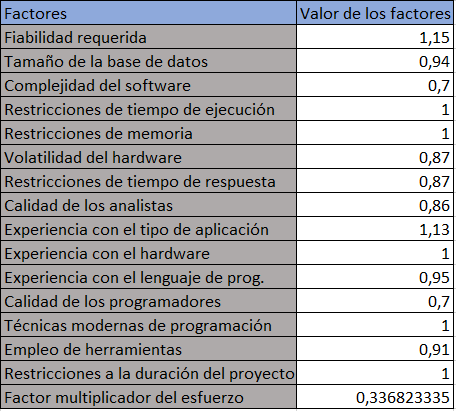 Factores Valor de los factores
Fiabilidad requerida 1,15
Tamaño de la base de datos 0,94
Complejidad del software 0,7
Restricciones de tiempo de ejecución 1
Restricciones de memoria 1
Volatilidad del hardware 0,87
Restricciones de tiempo de respuesta 0,87
Calidad de los analistas 0,86
Experiencia con el tipo de aplicación 1,13
Experiencia con el hardware 1
Experiencia con el lenguaje de prog. 0,95
Calidad de los programadores 0,7
Técnicas modernas de programación 1
Empleo de herramientas 0,91
Restricciones a la duración del proyecto 1
Factor multiplicador del esfuerzo 0,336823335